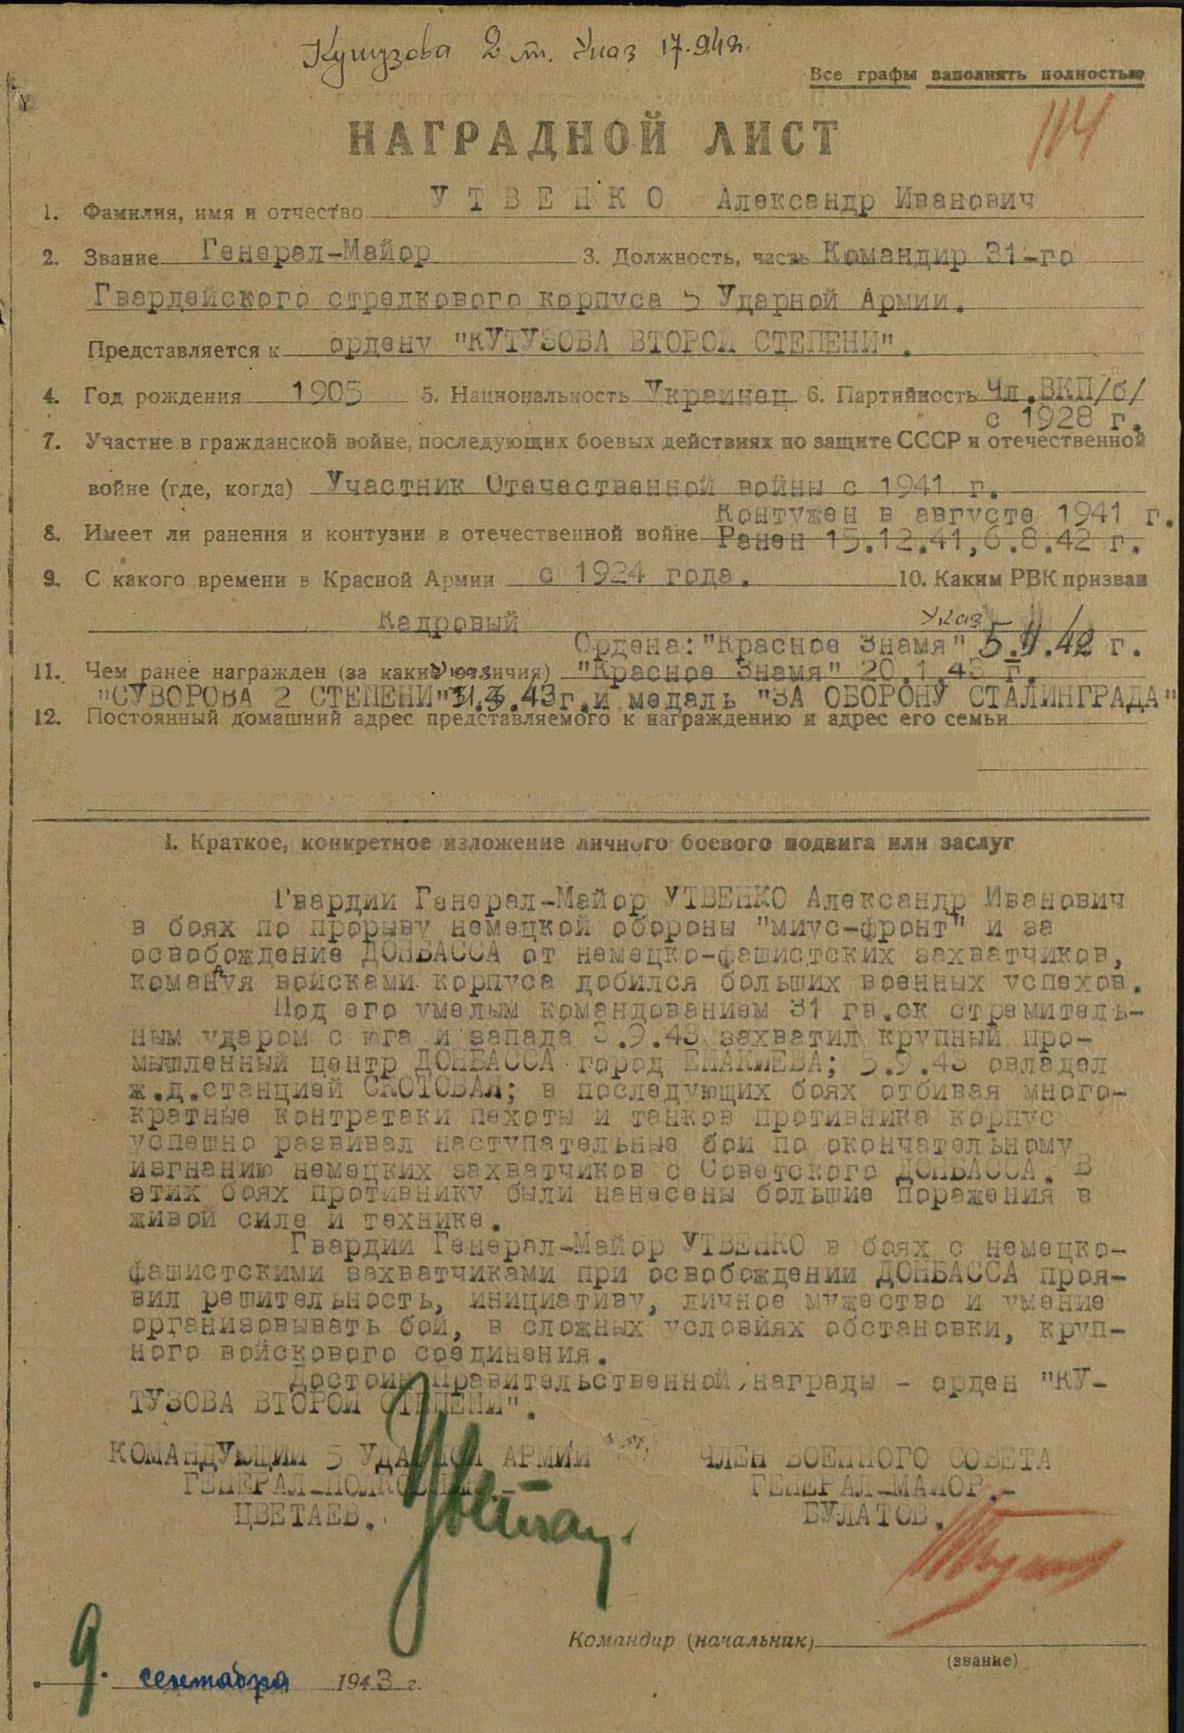 Кутузова 2 ст. Указ 17.9.43г.
Все графы заполнять полностью
114
НАГРАДНОЙ ЛИСТ
1. Фамилия, имя и отчество УТВЕНКО Александр Иванович
2. Звание Генерал-Майор 3. Должность, часть Командир 31-го
Гвардейского стрелкового корпуса 5 Ударной Армии.
Представляется к ордену "КУТУЗОВА ВТОРОЙ СТЕПЕНИ".
4. Год рождения 1905 5. Национальность Украинец 6. Партийность Чл.ВКП/б/
с 1928 г.
7. Участие в гражданской войне, последующих боевых действиях по защите СССР и отечественной
войне (где, когда) Участник Отечественной войны с 1941 г.
Контужен в августе 1941 г.
8. Имеет ли ранения и контузии в отечественной войне Ранен 15.12.41, 6.8.42 г.
9. С какого времени в Красной Армии с 1924 года. 10. Каким РВК призван
Кадровый Указ
Ордена: "Красное Знамя" 5.11.42 г.
11. Чем ранее награжден (за какие отличия) "Красное Знамя" 20.1.43 г.
"СУВОРОВА 2 СТЕПЕНИ" 31.3.43г. и медаль "ЗА ОБОРОНУ СТАЛИНГРАДА"
12. Постоянный домашний адрес представляемого к награждению и адрес его семьи
I. Краткое, конкретное изложение личного боевого подвига или заслуг
Гвардии Генерал-Майор УТВЕНКО Александр Иванович
в боях по прорыву немецкой обороны "миус-фронт" и за
освобождение ДОНБАССА от немецко-фашистских захватчиков,
командуя войсками корпуса добился больших военных успехов.
Под его умелым командованием 31 гв.ск стремитель-
ным ударом с юга и запада 3.9.43 захватил крупный про-
мышленный центр ДОНБАССА город ЕНАКИЕВА; 5.9.43 овладел
ж.д.станцией СКОТОВАЯ; в последующих боях отбивая много-
кратные контратаки пехоты и танков противника корпус
успешно развивал наступательные бои по окончательному
изгнанию немецких захватчиков с Советского ДОНБАССА. В
этих боях противнику были нанесены большие поражения в
живой силе и технике.
Гвардии Генерал-Майор УТВЕНКО в боях с немецко-
фашистскими захватчиками при освобождении ДОНБАССА проя-
вил решительность, инициативу, личное мужество и умение
организовывать бой, в сложных условиях обстановки, круп-
ного войскового соединения.
Достоин Правительственной награды - орден "КУ-
ТУЗОВА ВТОРОЙ СТЕПЕНИ".
КОМАНДУЮЩИЙ 5 УДАРНОЙ АРМИИ ЧЛЕН ВОЕННОГО СОВЕТА
ГЕНЕРАЛ-ПОЛКОВНИК- ГЕНЕРАЛ-МАЙОР.-
ЦВЕТАЕВ. БУЛАТОВ.
Командир (начальник)
(звание)
9. сентября 1943 г.